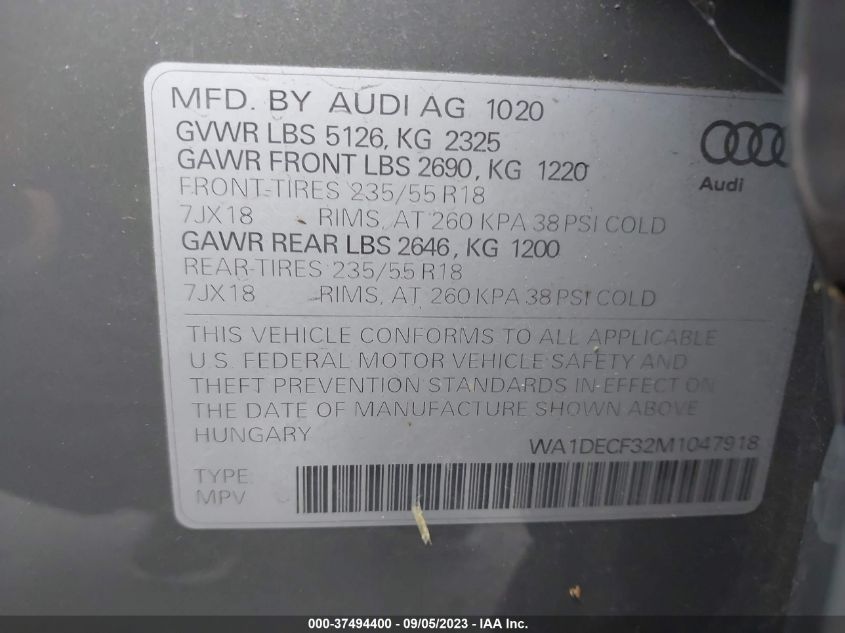 MFD. BY AUDI AG 1020
GVWR LBS 5126, KG 2325
GAWR FRONT LBS 2690, KG 1220
FRONT-TIRES 235/55 R18
7JX18 RIMS, AT 260 KPA 38 PSI COLD
GAWR REAR LBS 2646, KG 1200
REAR-TIRES 235/55 R18
7JX18 RIMS, AT 260 KPA 38 PSI COLD
Audi
THIS VEHICLE CONFORMS TO ALL APPLICABLE
U.S. FEDERAL MOTOR VEHICLE SAFETY AND
THEFT PREVENTION STANDARDS IN EFFECT ON
THE DATE OF MANUFACTURE SHOWN ABOVE
HUNGARY
WA1DECF32M1047918
TYPE:
MPV
000-37494400 - 09/05/2023 - IAA Inc.